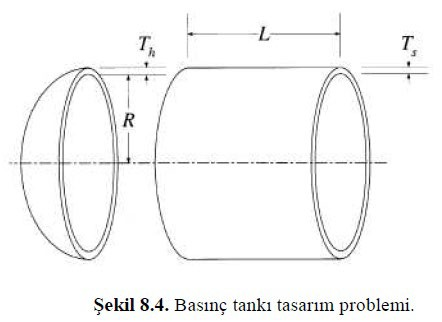 T_h
L
T_s
R
Şekil 8.4. Basınç tankı tasarım problemi.